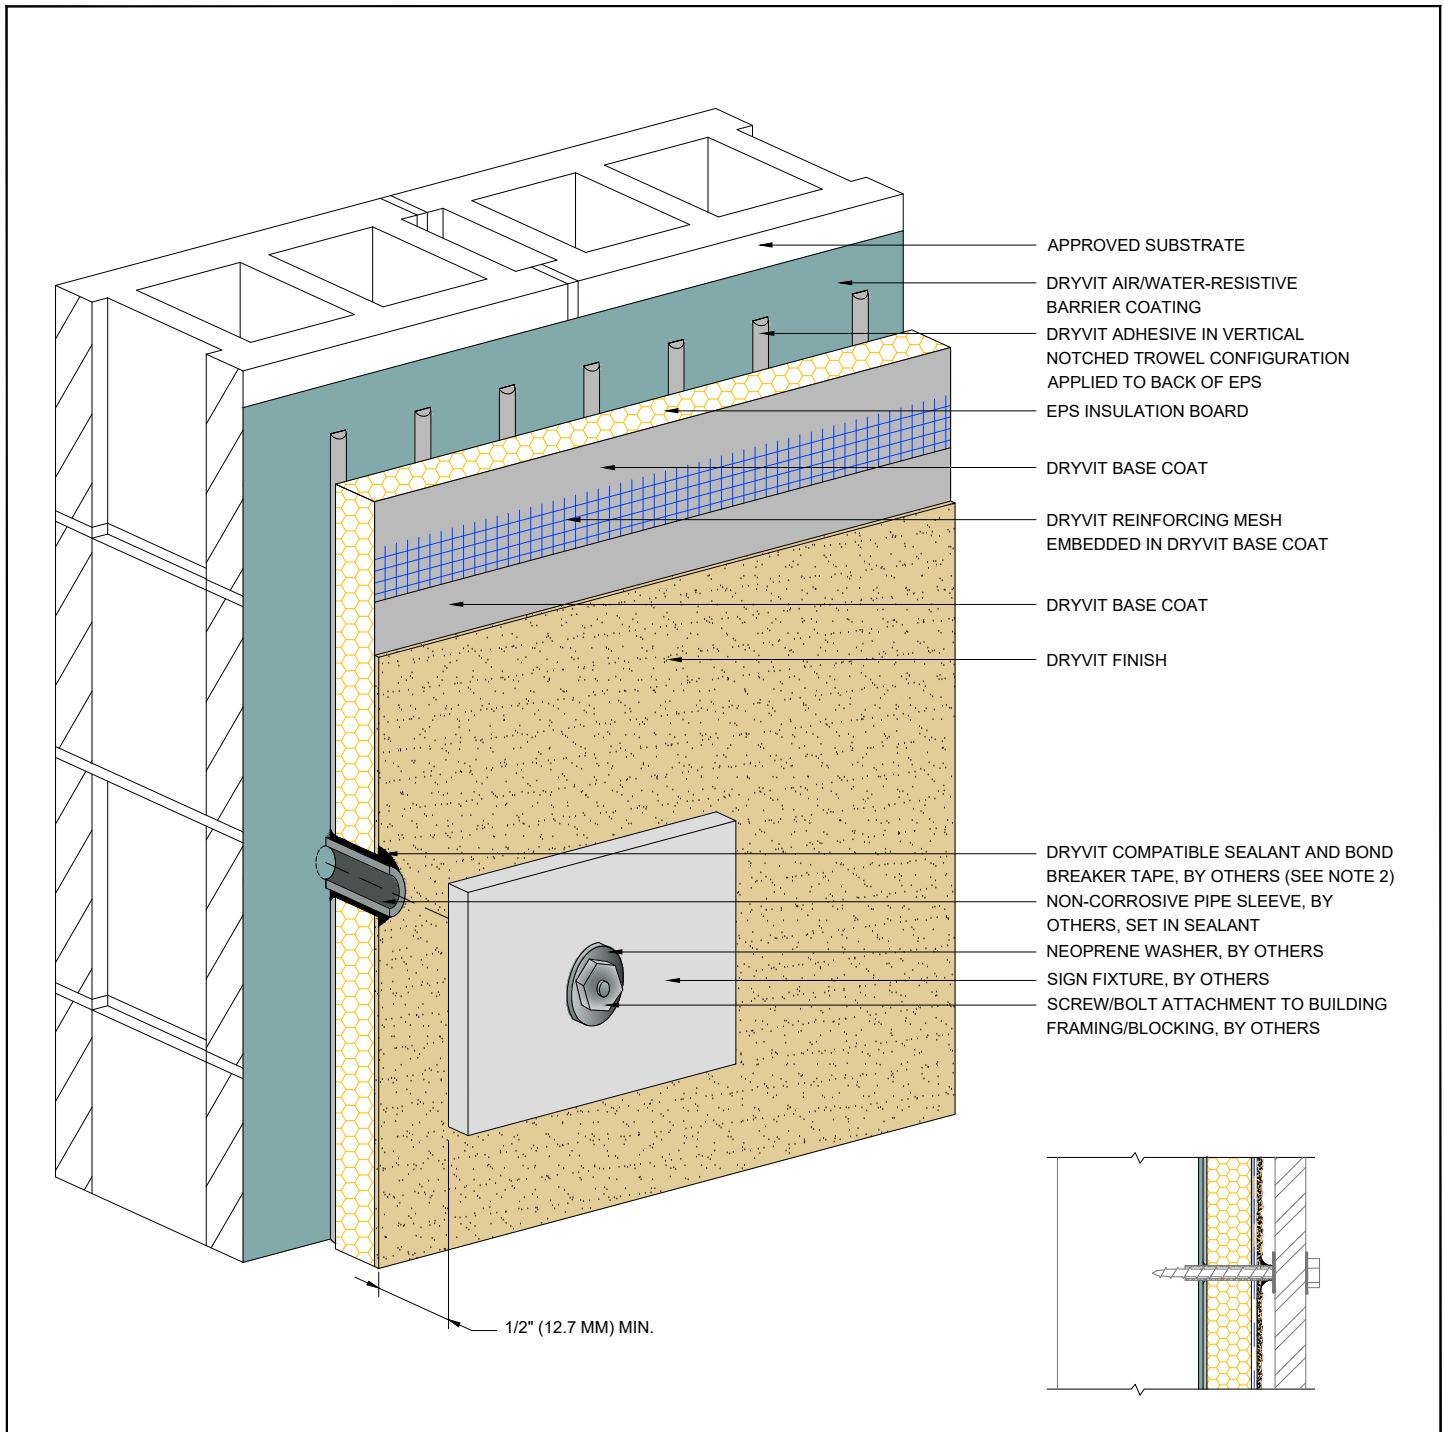 APPROVED SUBSTRATE
DRYVIT AIR/WATER-RESISTIVE
BARRIER COATING
DRYVIT ADHESIVE IN VERTICAL
NOTCHED TROWEL CONFIGURATION
APPLIED TO BACK OF EPS
EPS INSULATION BOARD
DRYVIT BASE COAT
DRYVIT REINFORCING MESH
EMBEDDED IN DRYVIT BASE COAT
DRYVIT BASE COAT
DRYVIT FINISH
DRYVIT COMPATIBLE SEALANT AND BOND
BREAKER TAPE, BY OTHERS (SEE NOTE 2)
NON-CORROSIVE PIPE SLEEVE, BY
OTHERS, SET IN SEALANT
NEOPRENE WASHER, BY OTHERS
SIGN FIXTURE, BY OTHERS
SCREW/BOLT ATTACHMENT TO BUILDING
FRAMING/BLOCKING, BY OTHERS
1/2" (12.7 MM) MIN.